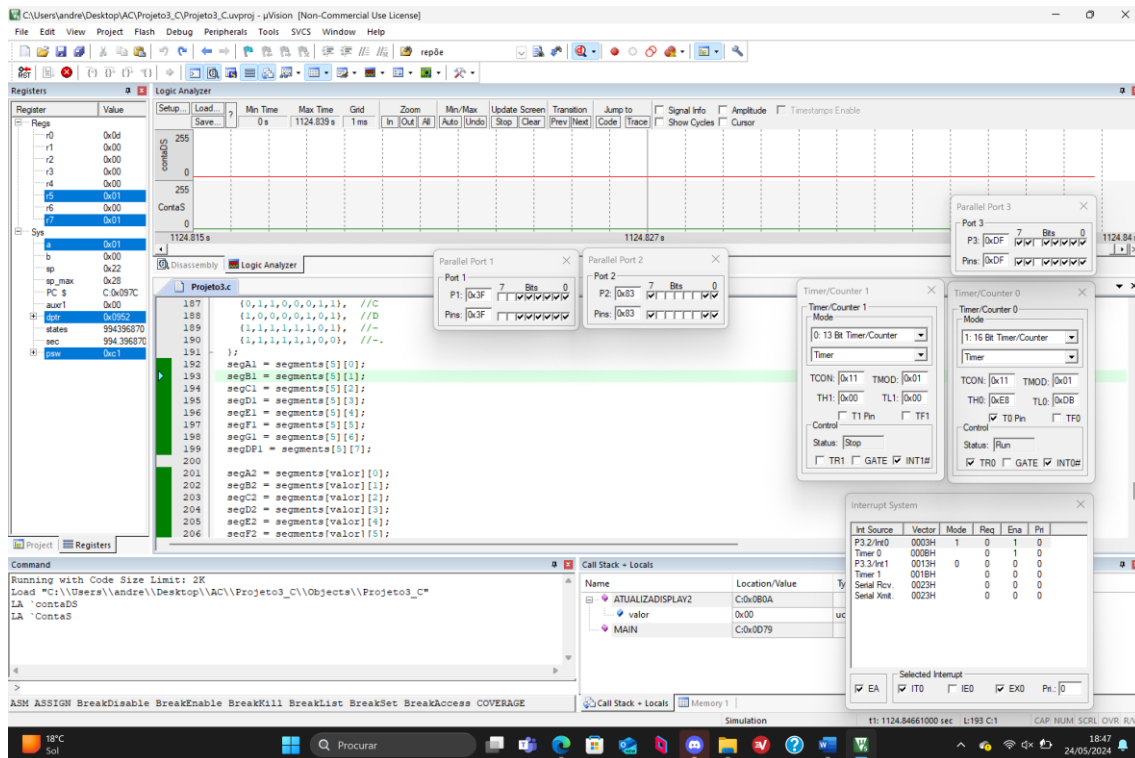 C:\Users\andre\Desktop\AC\Projeto3_C\Projeto3_C.uvproj - µVision [Non-Commercial Use License]
File Edit View Project Flash Debug Peripherals Tools SVCS Window Help
repõe
Registers
Register Value
Regs
r0 0x0d
r1 0x00
r2 0x00
r3 0x00
r4 0x00
r5 0x01
r6 0x00
r7 0x01
Sys
a 0x01
b 0x00
sp 0x22
sp_max 0x28
PC $ C:0x097C
auxr1 0x00
dptr 0x0952
states 994396870
sec 994.396870
psw 0xc1
Project Registers
Logic Analyzer
Setup... Load... Save... ? Min Time Max Time Grid Zoom Min/Max Update Screen Transition Jump to Signal Info Amplitude Timestamps Enable
0 s 1124.839 s 1 ms In Out All Auto Undo Stop Clear Prev Next Code Trace Show Cycles Cursor
contaDS
255
0
ContaS
255
0
1124.815 s 1124.827 s
Disassembly Logic Analyzer
Projeto3.c
187 {0,1,1,0,0,0,1,1}, //C
188 {1,0,0,0,0,1,0,1}, //D
189 {1,1,1,1,1,1,0,1}, //-
190 {1,1,1,1,1,1,0,0}, //-.
191 };
192 segA1 = segments[5][0];
193 segB1 = segments[5][1];
194 segC1 = segments[5][2];
195 segD1 = segments[5][3];
196 segE1 = segments[5][4];
197 segF1 = segments[5][5];
198 segG1 = segments[5][6];
199 segDP1 = segments[5][7];
200
201 segA2 = segments[valor][0];
202 segB2 = segments[valor][1];
203 segC2 = segments[valor][2];
204 segD2 = segments[valor][3];
205 segE2 = segments[valor][4];
206 segF2 = segments[valor][5];
Parallel Port 1
Port 1
7 Bits 0
P1: 0x3F
Pins: 0x3F
Parallel Port 2
Port 2
7 Bits 0
P2: 0x83
Pins: 0x83
Parallel Port 3
Port 3
7 Bits 0
P3: 0xDF
Pins: 0xDF
Timer/Counter 1
Timer/Counter 1
Mode
0: 13 Bit Timer/Counter
Timer
TCON: 0x11 TMOD: 0x01
TH1: 0x00 TL1: 0x00
T1 Pin TF1
Control
Status: Stop
TR1 GATE INT1#
Timer/Counter 0
Timer/Counter 0
Mode
1: 16 Bit Timer/Counter
Timer
TCON: 0x11 TMOD: 0x01
TH0: 0xE8 TL0: 0xDB
T0 Pin TF0
Control
Status: Run
TR0 GATE INT0#
Interrupt System
Int Source Vector Mode Req Ena Pri
P3.2/Int0 0003H 1 0 1 0
Timer 0 000BH 0 1 0
P3.3/Int1 0013H 0 0 0 0
Timer 1 001BH 0 0 0
Serial Rcv. 0023H 0 0 0
Serial Xmit. 0023H 0 0 0
Selected Interrupt
EA IT0 IE0 EX0 Pri.: 0
Command
Running with Code Size Limit: 2K
Load "C:\\Users\\andre\\Desktop\\AC\\Projeto3_C\\Objects\\Projeto3_C"
LA `contaDS
LA `ContaS
>
ASM ASSIGN BreakDisable BreakEnable BreakKill BreakList BreakSet BreakAccess COVERAGE
Call Stack + Locals
Name Location/Value
ATUALIZADISPLAY2 C:0x0B0A
valor 0x00
MAIN C:0x0D79
Call Stack + Locals Memory 1
Simulation t1: 1124.84661000 sec L:193 C:1 CAP NUM SCRL OVR
18°C
Sol
Procurar
18:47
24/05/2024